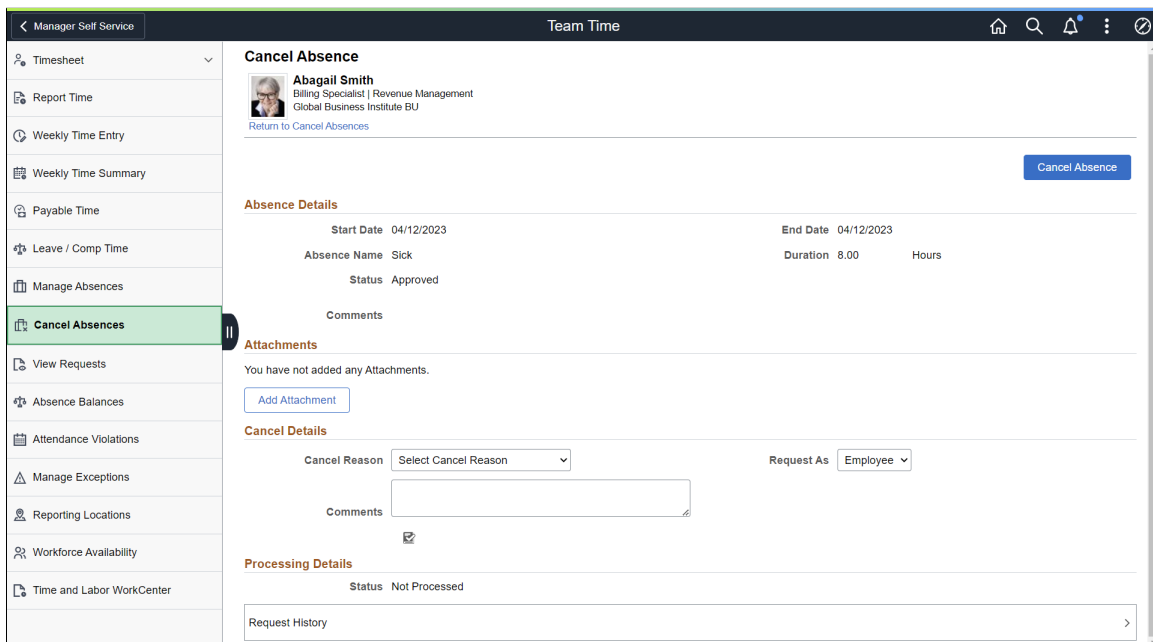 Manager Self Service
Team Time
Timesheet
Report Time
Weekly Time Entry
Weekly Time Summary
Payable Time
Leave / Comp Time
Manage Absences
Cancel Absences
View Requests
Absence Balances
Attendance Violations
Manage Exceptions
Reporting Locations
Workforce Availability
Time and Labor WorkCenter
Cancel Absence
Abagail Smith
Billing Specialist | Revenue Management
Global Business Institute BU
Return to Cancel Absences
Cancel Absence
Absence Details
Start Date 04/12/2023 End Date 04/12/2023
Absence Name Sick Duration 8.00 Hours
Status Approved
Comments
Attachments
You have not added any Attachments.
Add Attachment
Cancel Details
Cancel Reason Select Cancel Reason Request As Employee
Comments
Processing Details
Status Not Processed
Request History